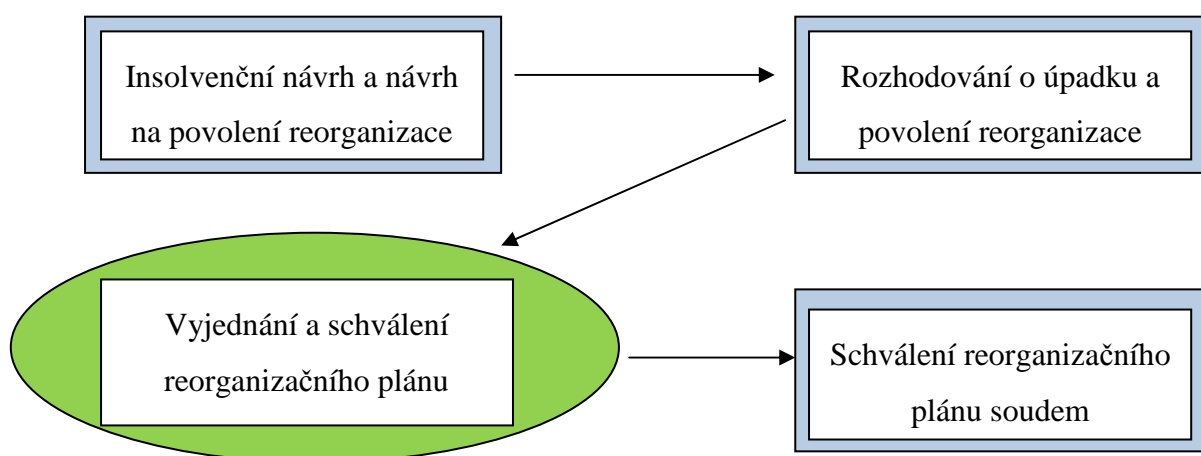 Insolvenční návrh a návrh
na povolení reorganizace
Rozhodování o úpadku a
povolení reorganizace
Vyjednání a schválení
reorganizačního plánu
Schválení reorganizačního
plánu soudem